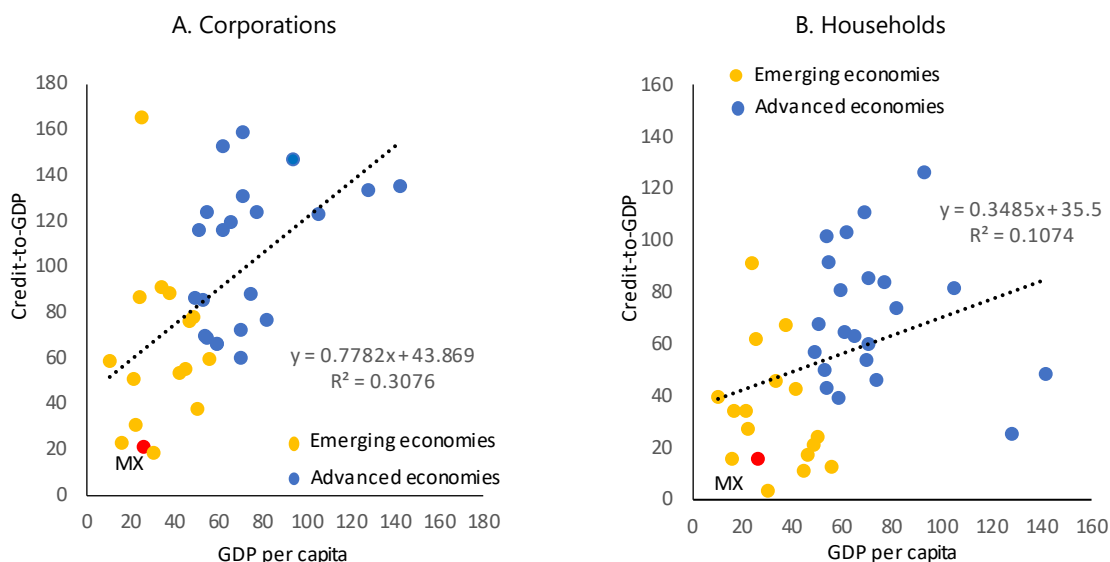 A. Corporations
180
160
140
120
100
80
60
40
20
0
Credit-to-GDP
y = 0.7782x + 43.869
R² = 0.3076
Emerging economies
Advanced economies
MX
0 20 40 60 80 100 120 140 160 180
GDP per capita
B. Households
160
140
120
100
80
60
40
20
0
Credit-to-GDP
Emerging economies
Advanced economies
y = 0.3485x + 35.5
R² = 0.1074
MX
0 20 40 60 80 100 120 140 160
GDP per capita